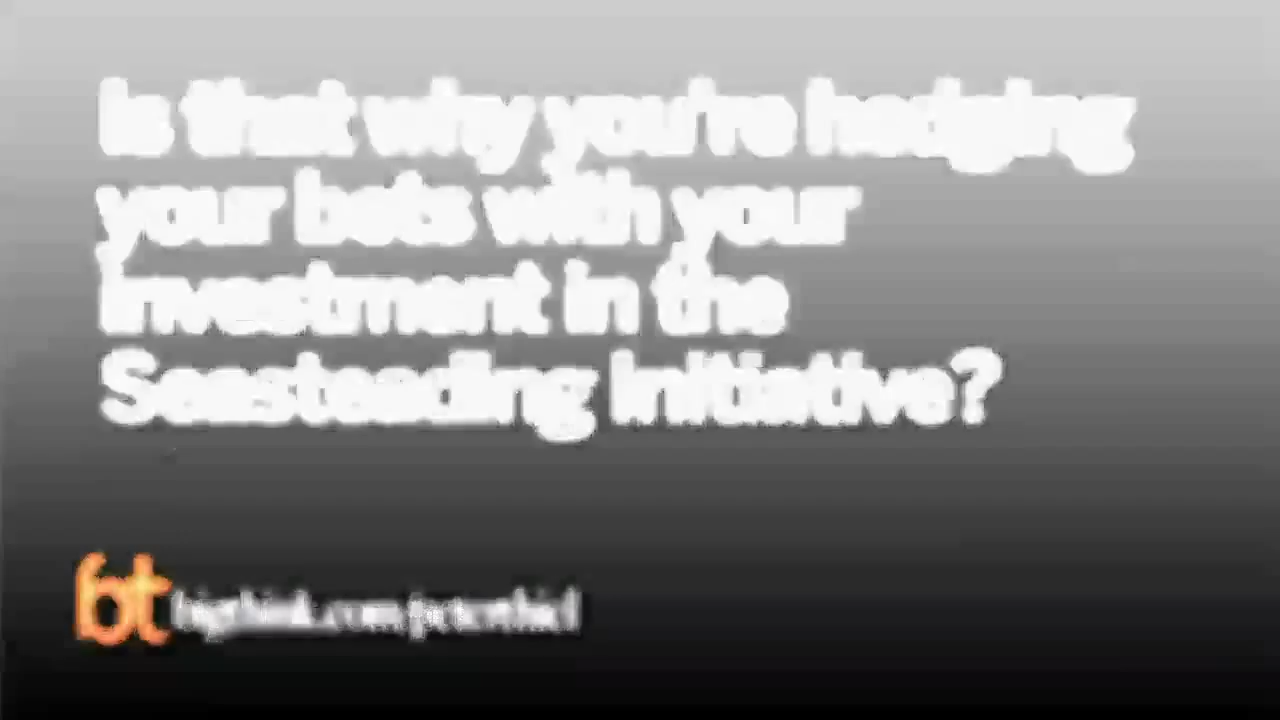 Is that why you're hedging
your bets with your
investment in the
Seasteading Initiative?
bt